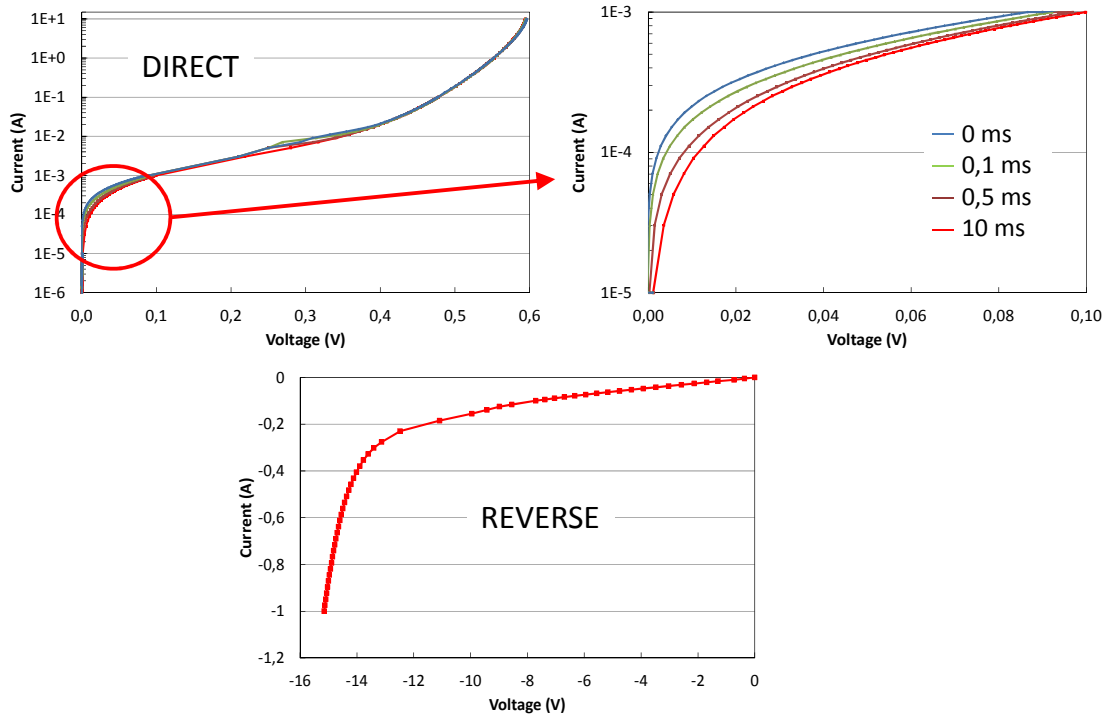 DIRECT
1E+1
1E+0
1E-1
1E-2
1E-3
1E-4
1E-5
1E-6
Current (A)
0,0 0,1 0,2 0,3 0,4 0,5 0,6
Voltage (V)
1E-3
1E-4
1E-5
Current (A)
0 ms
0,1 ms
0,5 ms
10 ms
0,00 0,02 0,04 0,06 0,08 0,10
Voltage (V)
0
-0,2
-0,4
-0,6
-0,8
-1
-1,2
Current (A)
REVERSE
-16 -14 -12 -10 -8 -6 -4 -2 0
Voltage (V)